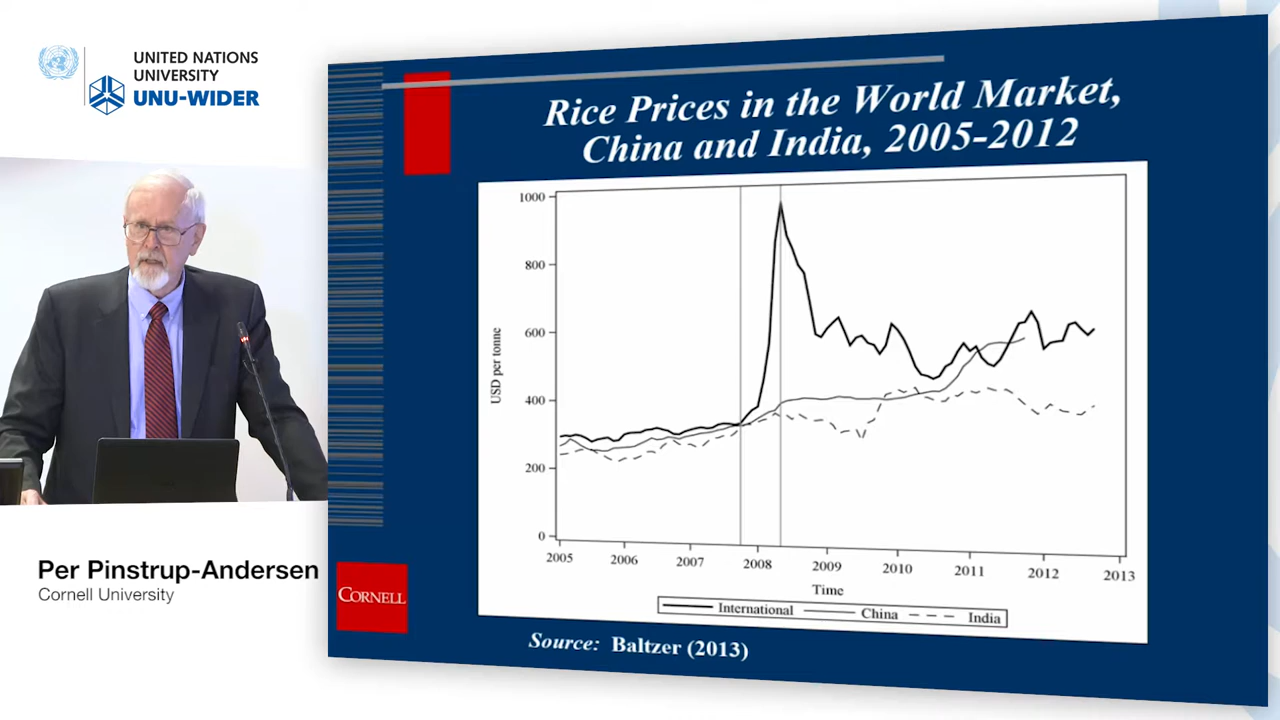 UNITED NATIONS
UNIVERSITY
UNU-WIDER
Rice Prices in the World Market,
China and India, 2005-2012
1000
800
600
400
200
0
USD per tonne
2005 2006 2007 2008 2009 2010 2011 2012 2013
Time
International China India
Source: Baltzer (2013)
CORNELL
Per Pinstrup-Andersen
Cornell University